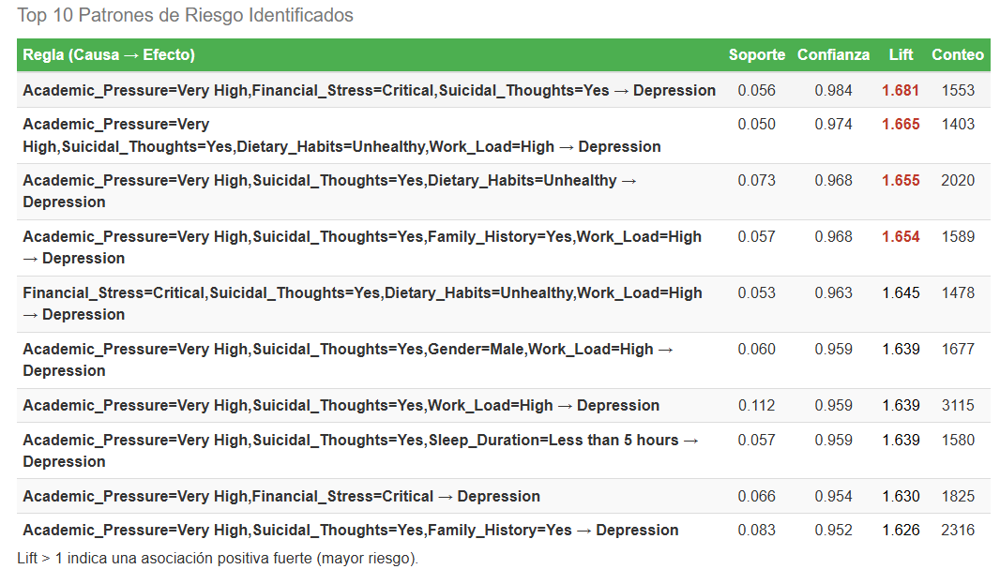 Top 10 Patrones de Riesgo Identificados
Regla (Causa → Efecto) Soporte Confianza Lift Conteo
Academic_Pressure=Very High,Financial_Stress=Critical,Suicidal_Thoughts=Yes → Depression 0.056 0.984 1.681 1553
Academic_Pressure=Very 0.050 0.974 1.665 1403
High,Suicidal_Thoughts=Yes,Dietary_Habits=Unhealthy,Work_Load=High → Depression
Academic_Pressure=Very High,Suicidal_Thoughts=Yes,Dietary_Habits=Unhealthy → 0.073 0.968 1.655 2020
Depression
Academic_Pressure=Very High,Suicidal_Thoughts=Yes,Family_History=Yes,Work_Load=High 0.057 0.968 1.654 1589
→ Depression
Financial_Stress=Critical,Suicidal_Thoughts=Yes,Dietary_Habits=Unhealthy,Work_Load=High 0.053 0.963 1.645 1478
→ Depression
Academic_Pressure=Very High,Suicidal_Thoughts=Yes,Gender=Male,Work_Load=High → 0.060 0.959 1.639 1677
Depression
Academic_Pressure=Very High,Suicidal_Thoughts=Yes,Work_Load=High → Depression 0.112 0.959 1.639 3115
Academic_Pressure=Very High,Suicidal_Thoughts=Yes,Sleep_Duration=Less than 5 hours → 0.057 0.959 1.639 1580
Depression
Academic_Pressure=Very High,Financial_Stress=Critical → Depression 0.066 0.954 1.630 1825
Academic_Pressure=Very High,Suicidal_Thoughts=Yes,Family_History=Yes → Depression 0.083 0.952 1.626 2316
Lift > 1 indica una asociación positiva fuerte (mayor riesgo).